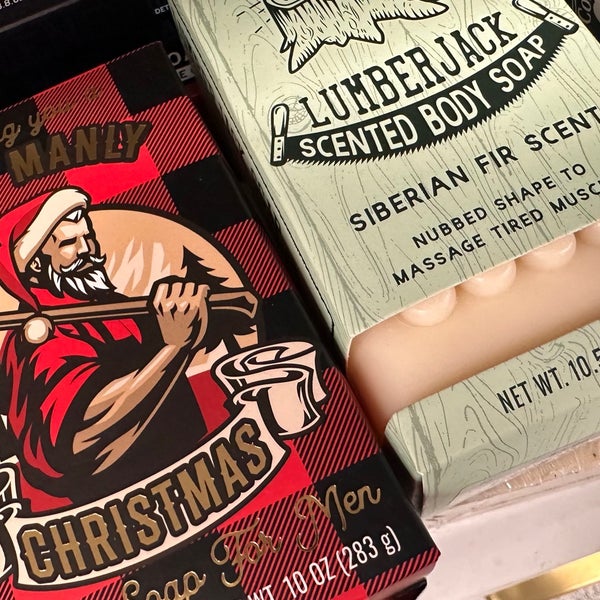 MANLY
CHRISTMAS
Soap For Men
WT. 10 OZ (283 g)
LUMBERJACK
SCENTED BODY SOAP
SIBERIAN FIR SCENT
NUBBED SHAPE TO
MASSAGE TIRED MUSC
NET WT. 10.5